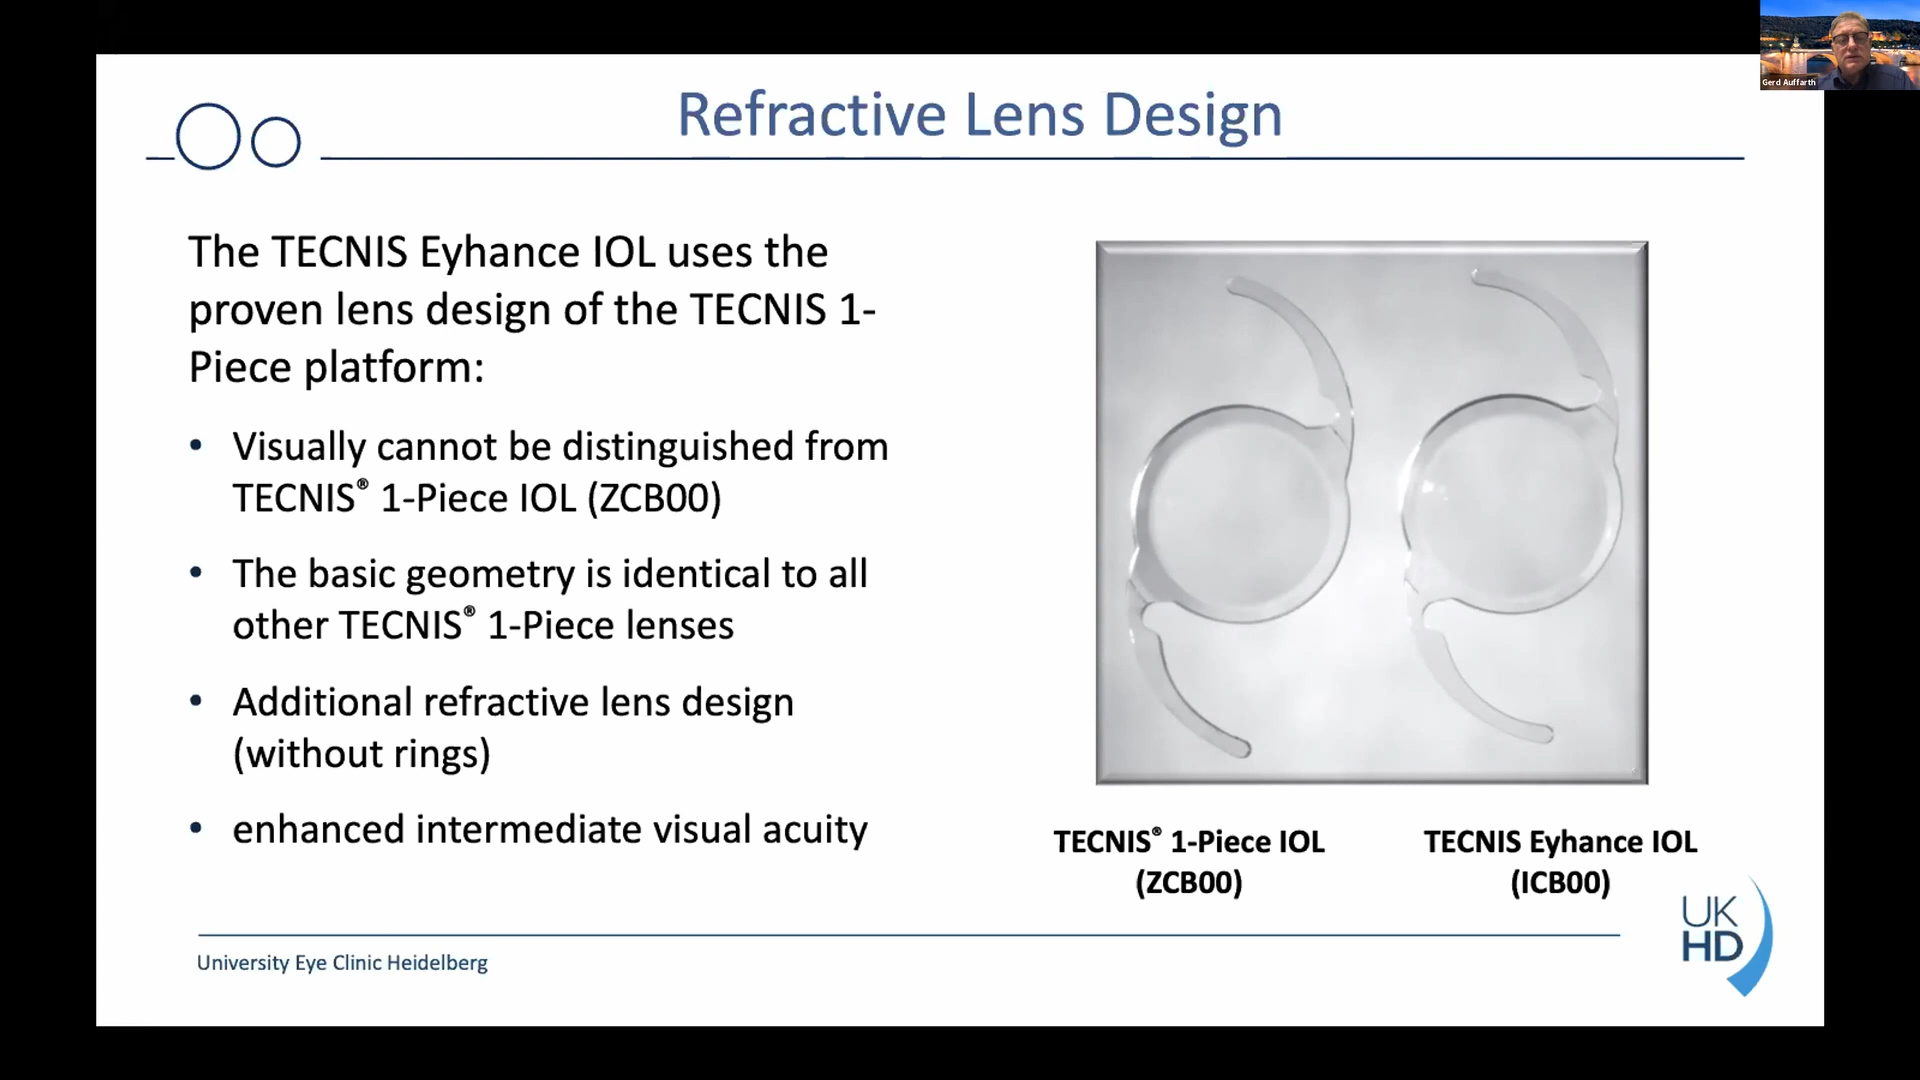 Gerd Auffarth
Refractive Lens Design
The TECNIS Eyhance IOL uses the
proven lens design of the TECNIS 1-
Piece platform:
• Visually cannot be distinguished from
TECNIS® 1-Piece IOL (ZCB00)
• The basic geometry is identical to all
other TECNIS® 1-Piece lenses
• Additional refractive lens design
(without rings)
• enhanced intermediate visual acuity
TECNIS® 1-Piece IOL
(ZCB00)
TECNIS Eyhance IOL
(ICB00)
University Eye Clinic Heidelberg
UK
HD